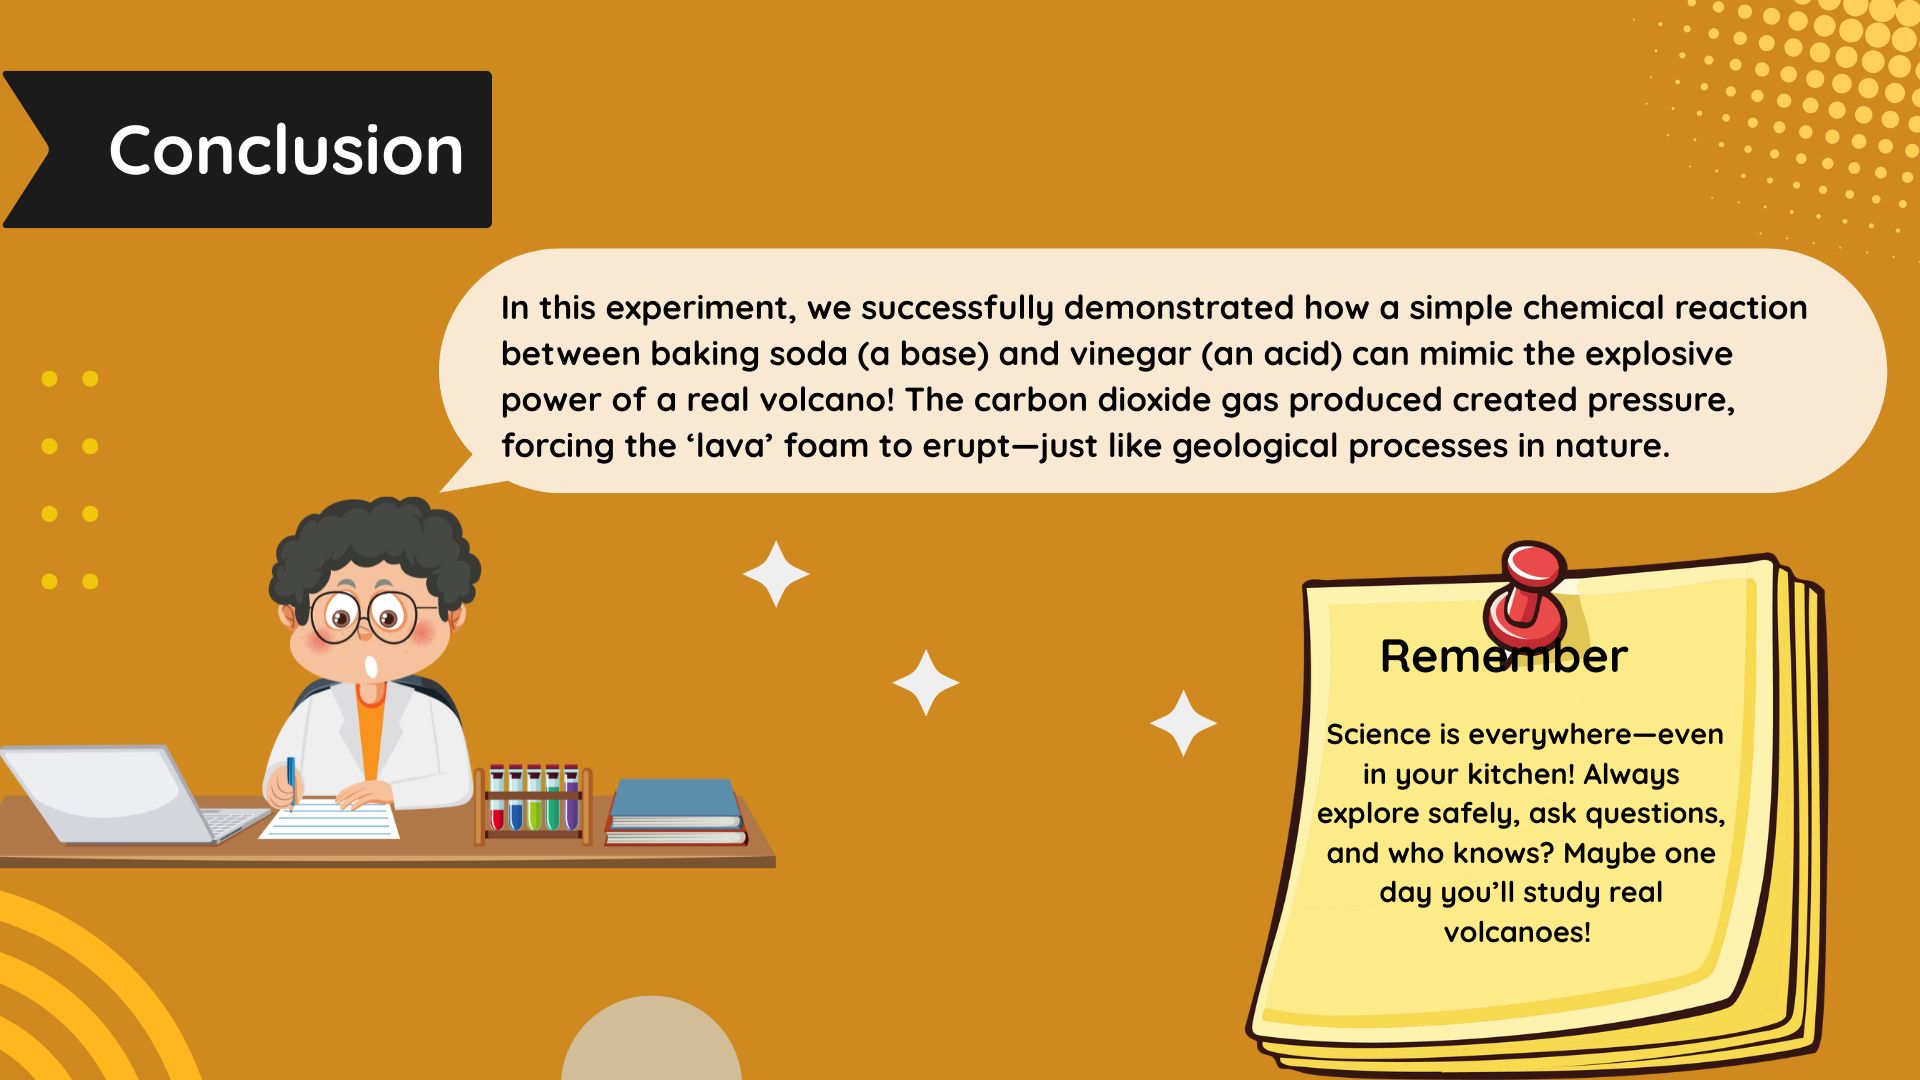 Conclusion
In this experiment, we successfully demonstrated how a simple chemical reaction
between baking soda (a base) and vinegar (an acid) can mimic the explosive
power of a real volcano! The carbon dioxide gas produced created pressure,
forcing the ‘lava’ foam to erupt—just like geological processes in nature.
Remember
Science is everywhere—even
in your kitchen! Always
explore safely, ask questions,
and who knows? Maybe one
day you’ll study real
volcanoes!